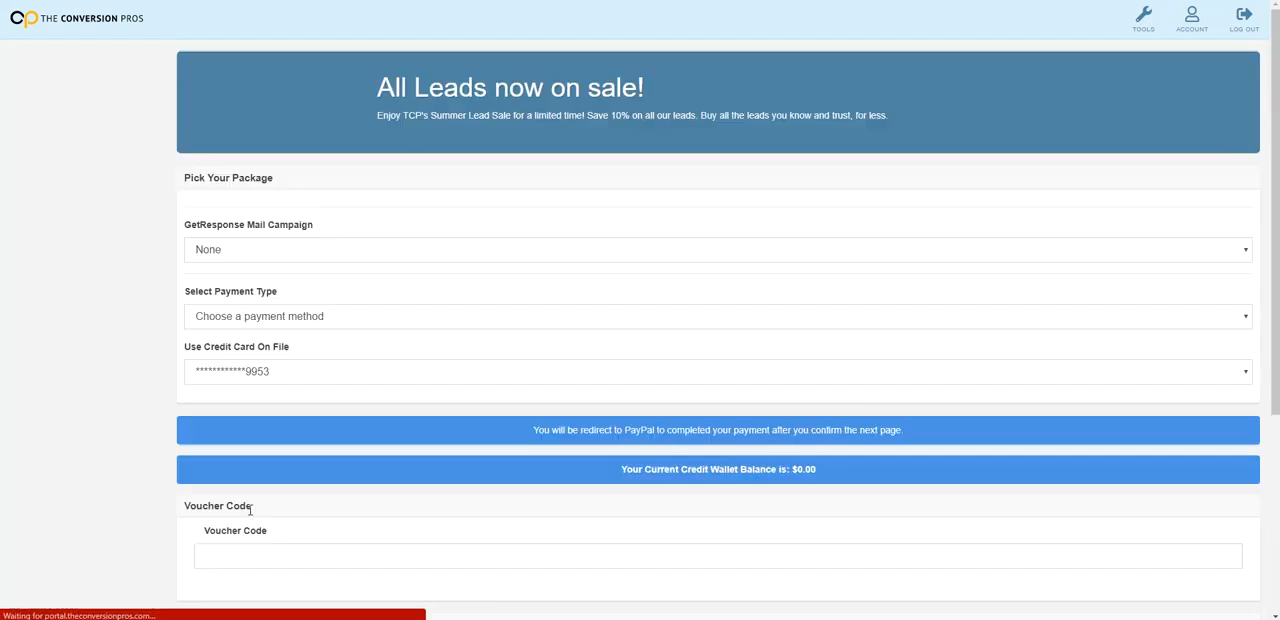 CP THE CONVERSION PROS
TOOLS
ACCOUNT
LOG OUT
All Leads now on sale!
Enjoy TCP's Summer Lead Sale for a limited time! Save 10% on all our leads. Buy all the leads you know and trust, for less.
Pick Your Package
GetResponse Mail Campaign
None
Select Payment Type
Choose a payment method
Use Credit Card On File
************9953
You will be redirect to PayPal to completed your payment after you confirm the next page.
Your Current Credit Wallet Balance is: $0.00
Voucher Code
Voucher Code
Waiting for portal.theconversionpros.com...